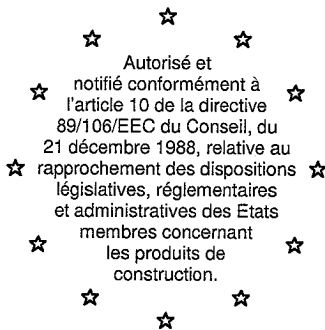 Autorisé et
notifié conformément à
l'article 10 de la directive
89/106/EEC du Conseil, du
21 décembre 1988, relative au
rapprochement des dispositions
législatives, réglementaires
et administratives des Etats
membres concernant
les produits de
construction.